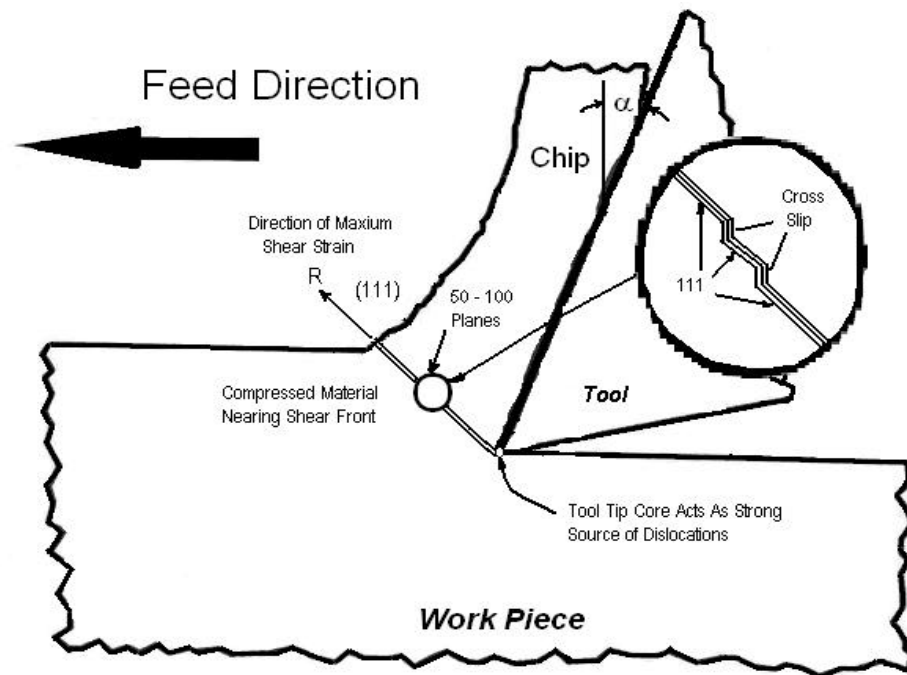 Feed Direction
α
Chip
Direction of Maxium
Shear Strain
R
(111)
50 - 100
Planes
Cross
Slip
111
Compressed Material
Nearing Shear Front
Tool
Tool Tip Core Acts As Strong
Source of Dislocations
Work Piece